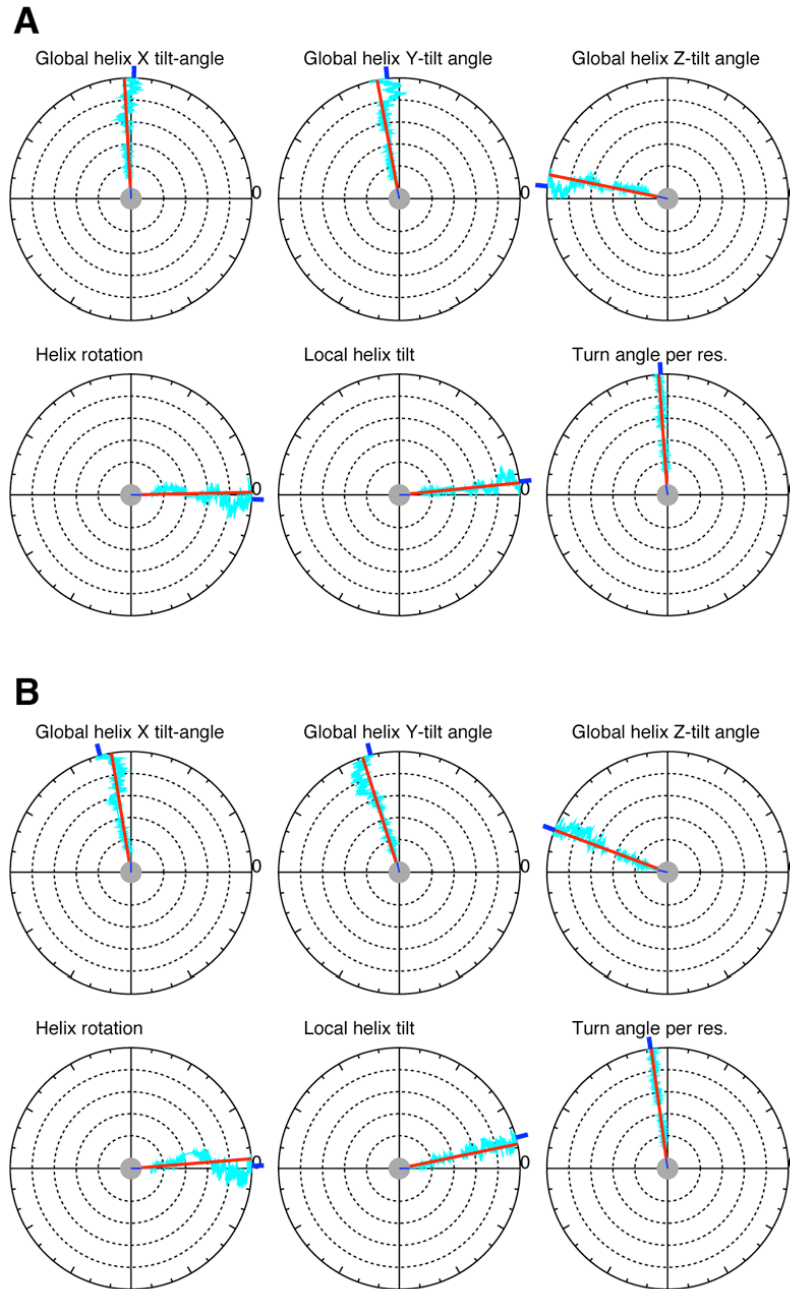 A
Global helix X tilt-angle Global helix Y-tilt angle Global helix Z-tilt angle
0 0
Helix rotation Local helix tilt Turn angle per res.
0 0
B
Global helix X tilt-angle Global helix Y-tilt angle Global helix Z-tilt angle
0 0
Helix rotation Local helix tilt Turn angle per res.
0 0